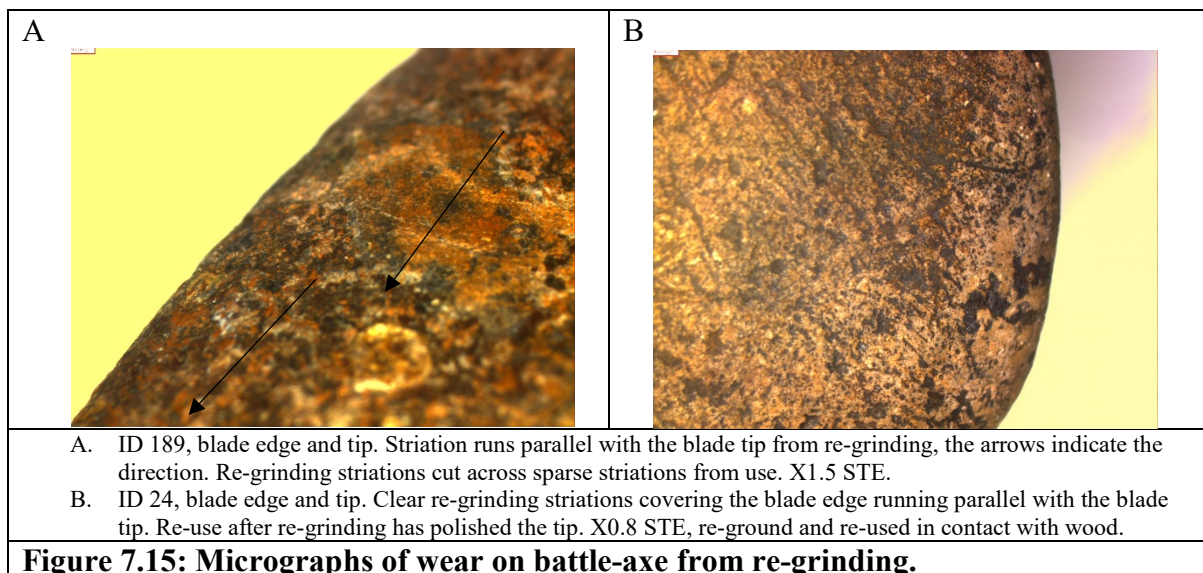 A
B
A. ID 189, blade edge and tip. Striation runs parallel with the blade tip from re-grinding, the arrows indicate the
direction. Re-grinding striations cut across sparse striations from use. X1.5 STE.
B. ID 24, blade edge and tip. Clear re-grinding striations covering the blade edge running parallel with the blade
tip. Re-use after re-grinding has polished the tip. X0.8 STE, re-ground and re-used in contact with wood.
Figure 7.15: Micrographs of wear on battle-axe from re-grinding.